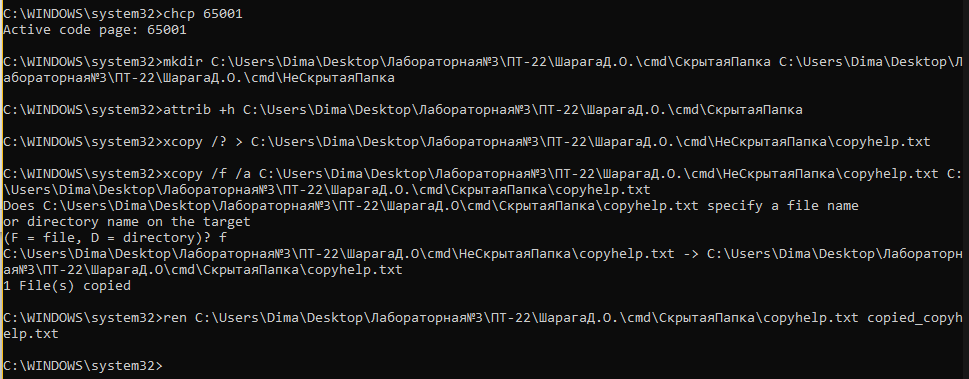 C:\WINDOWS\system32>chcp 65001
Active code page: 65001
C:\WINDOWS\system32>mkdir C:\Users\Dima\Desktop\Лабораторная№3\ПТ-22\ШарагаД.О.\cmd\СкрытаяПапка C:\Users\Dima\Desktop\Л
абораторная№3\ПТ-22\ШарагаД.О.\cmd\НеСкрытаяПапка
C:\WINDOWS\system32>attrib +h C:\Users\Dima\Desktop\Лабораторная№3\ПТ-22\ШарагаД.О.\cmd\СкрытаяПапка
C:\WINDOWS\system32>xcopy /? > C:\Users\Dima\Desktop\Лабораторная№3\ПТ-22\ШарагаД.О.\cmd\НеСкрытаяПапка\copyhelp.txt
C:\WINDOWS\system32>xcopy /f /a C:\Users\Dima\Desktop\Лабораторная№3\ПТ-22\ШарагаД.О.\cmd\НеСкрытаяПапка\copyhelp.txt C:
\Users\Dima\Desktop\Лабораторная№3\ПТ-22\ШарагаД.О.\cmd\СкрытаяПапка\copyhelp.txt
Does C:\Users\Dima\Desktop\Лабораторная№3\ПТ-22\ШарагаД.О\cmd\СкрытаяПапка\copyhelp.txt specify a file name
or directory name on the target
(F = file, D = directory)? f
C:\Users\Dima\Desktop\Лабораторная№3\ПТ-22\ШарагаД.О\cmd\НеСкрытаяПапка\copyhelp.txt -> C:\Users\Dima\Desktop\Лабораторн
ая№3\ПТ-22\ШарагаД.О\cmd\СкрытаяПапка\copyhelp.txt
1 File(s) copied
C:\WINDOWS\system32>ren C:\Users\Dima\Desktop\Лабораторная№3\ПТ-22\ШарагаД.О.\cmd\СкрытаяПапка\copyhelp.txt copied_copyh
elp.txt
C:\WINDOWS\system32>